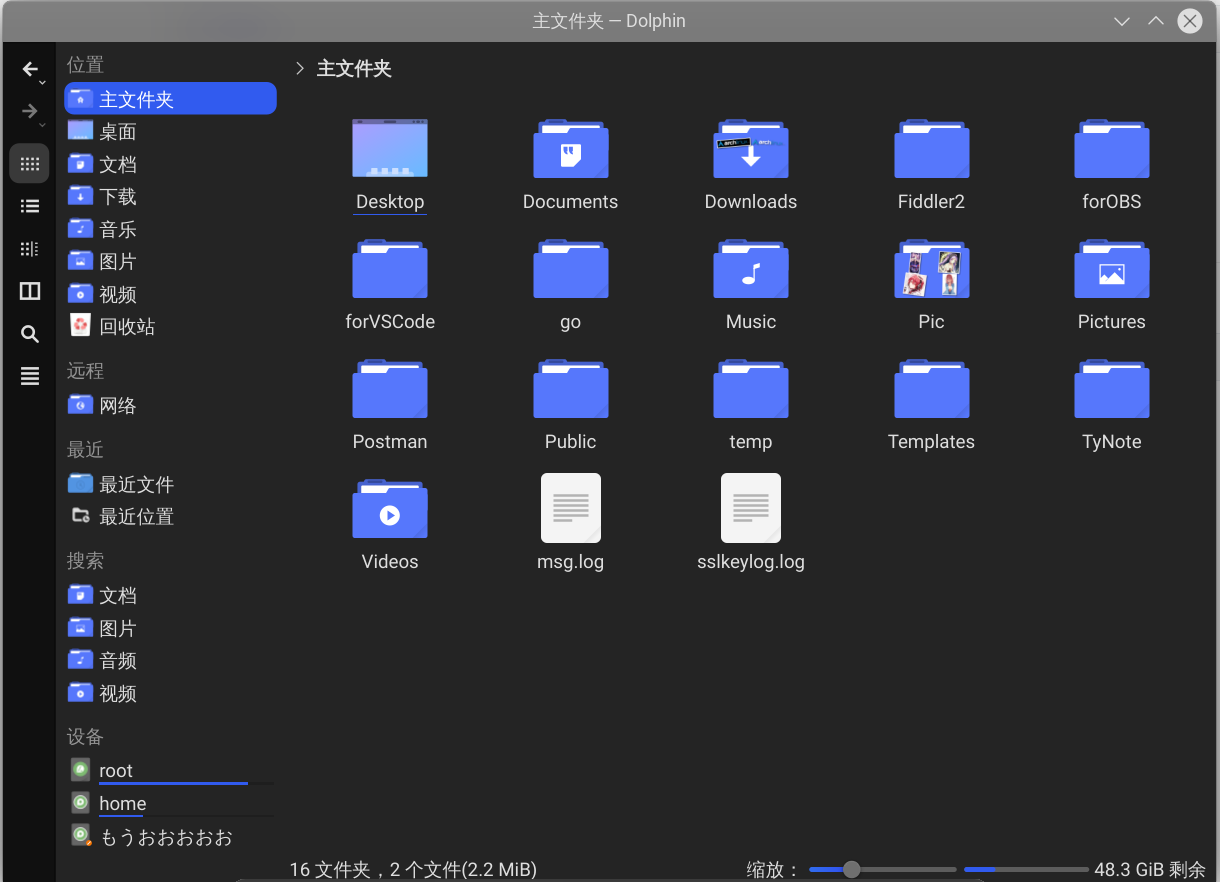 主文件夹 — Dolphin
位置
主文件夹
桌面
文档
下载
音乐
图片
视频
回收站
远程
网络
最近
最近文件
最近位置
搜索
文档
图片
音频
视频
设备
root
home
もうおおおおお
主文件夹
Desktop
Documents
Downloads
Fiddler2
forOBS
forVSCode
go
Music
Pic
Pictures
Postman
Public
temp
Templates
TyNote
Videos
msg.log
sslkeylog.log
16 文件夹，2 个文件(2.2 MiB)
缩放：
48.3 GiB 剩余